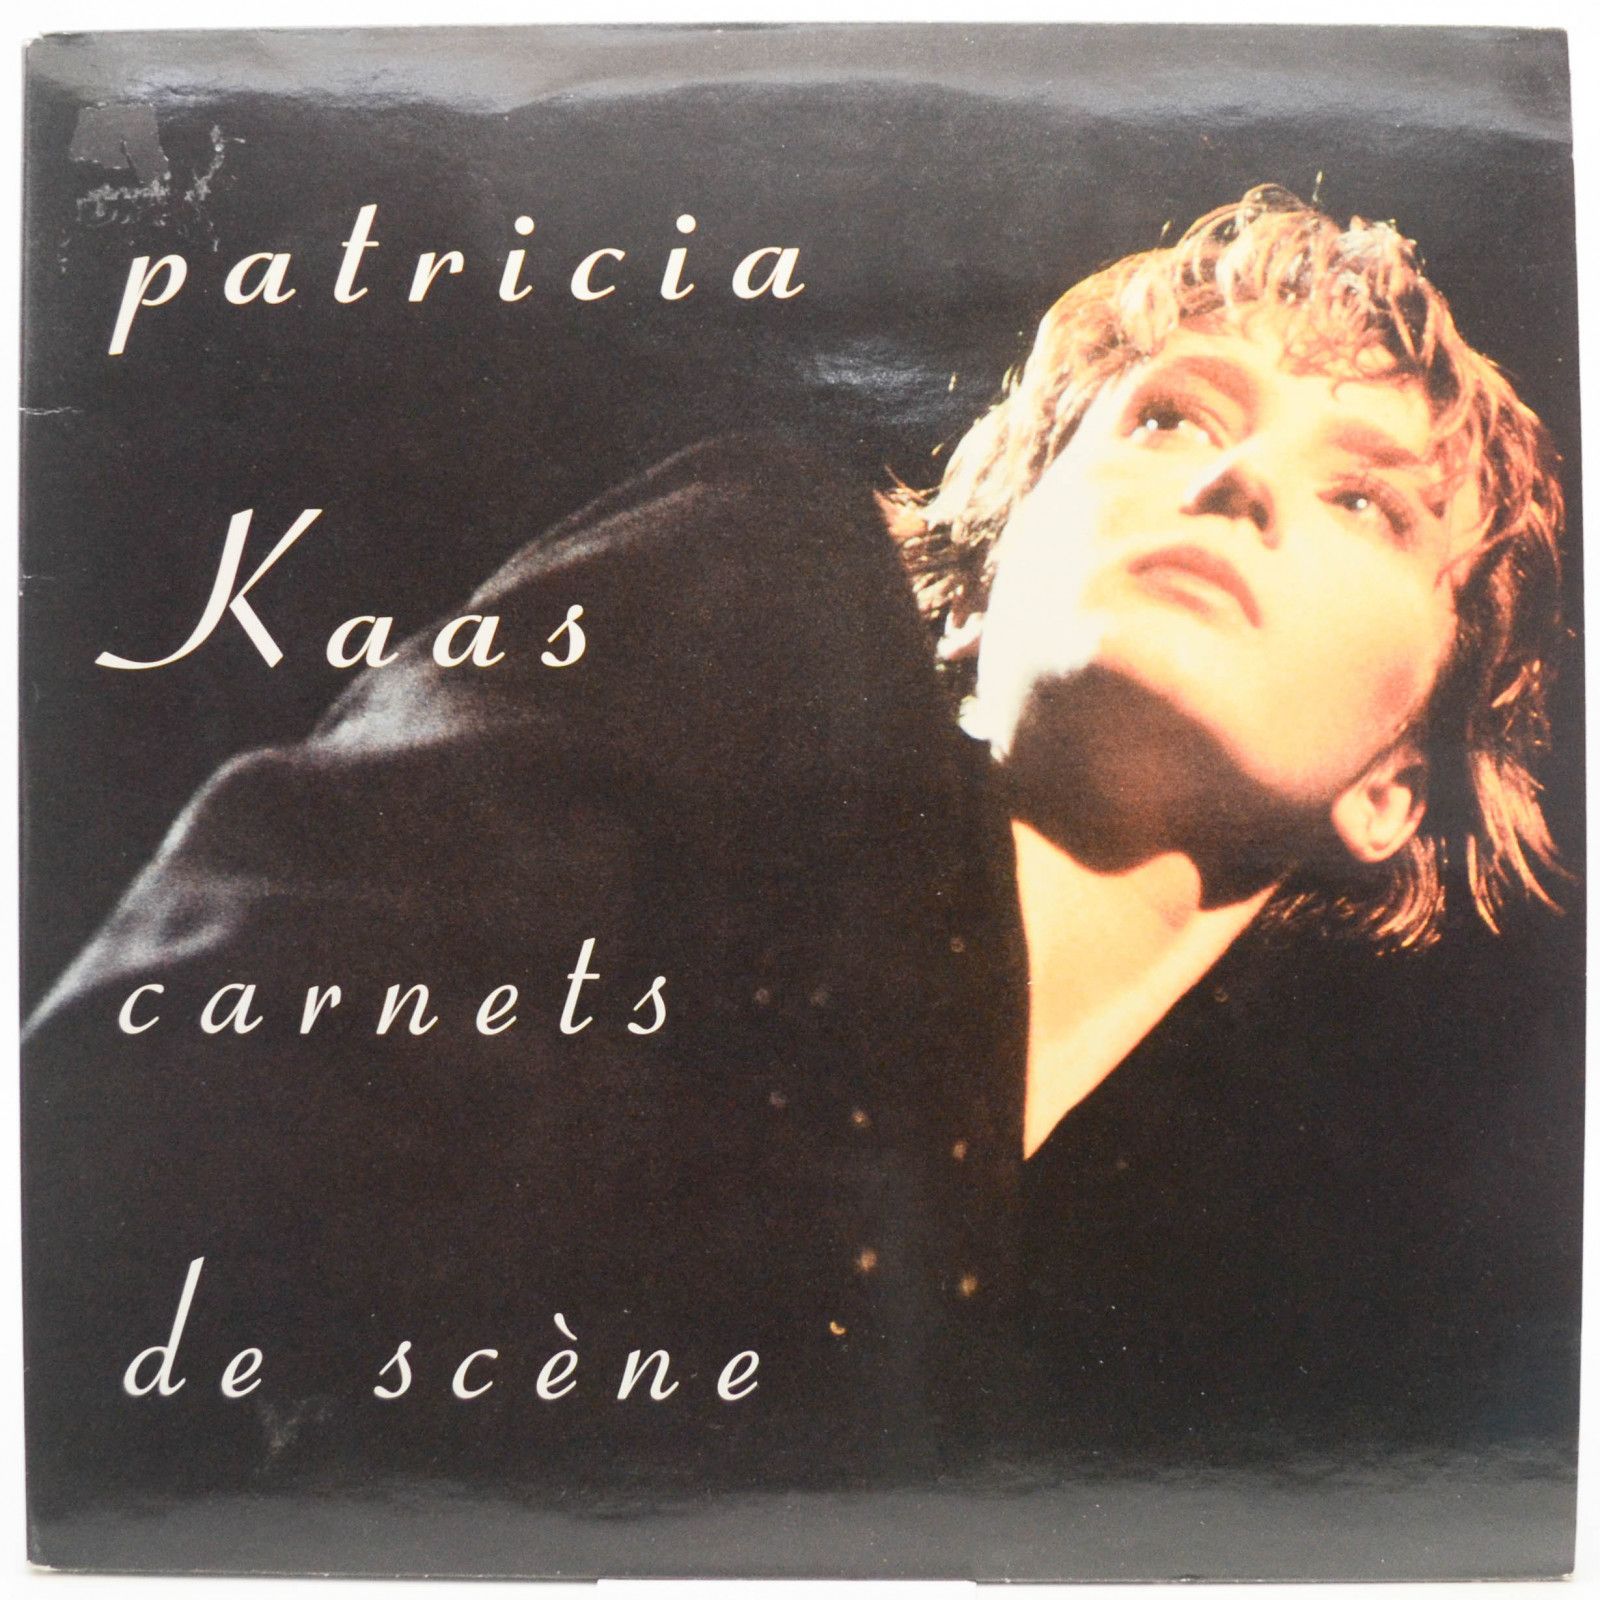 patricia
Kaas
carnets
de scène